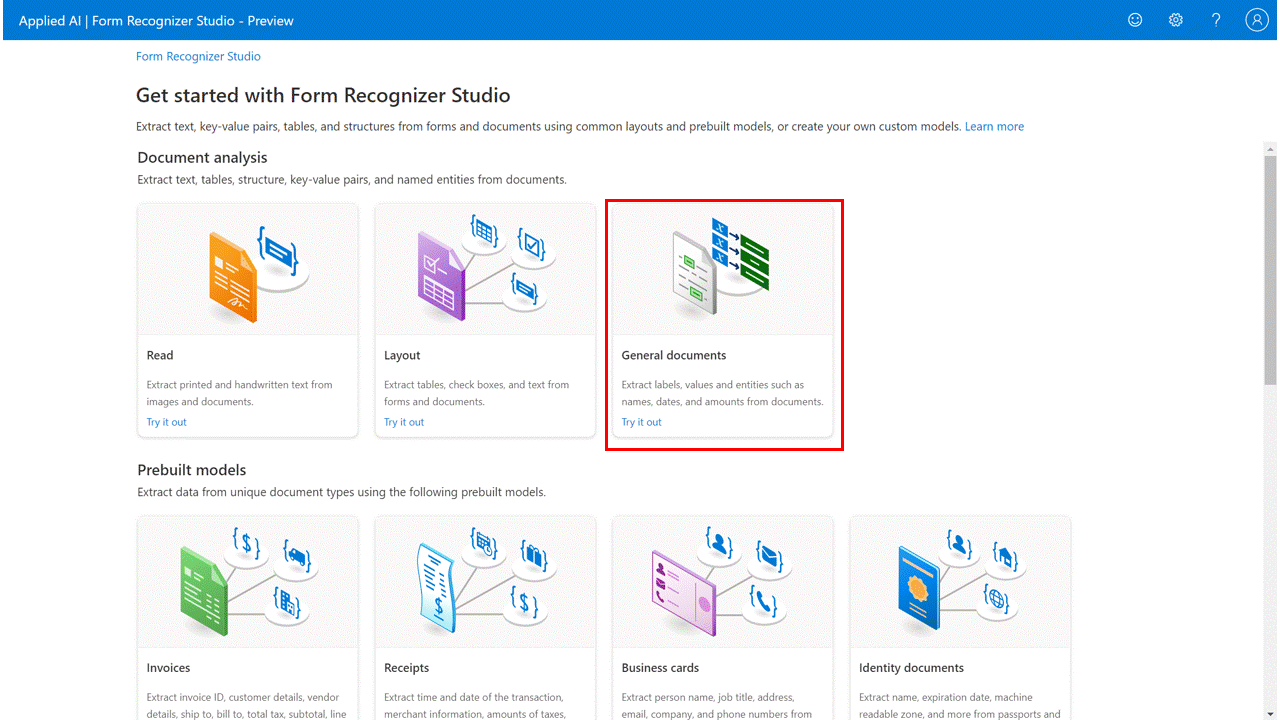 Applied AI | Form Recognizer Studio - Preview
Form Recognizer Studio
Get started with Form Recognizer Studio
Extract text, key-value pairs, tables, and structures from forms and documents using common layouts and prebuilt models, or create your own custom models. Learn more
Document analysis
Extract text, tables, structure, key-value pairs, and named entities from documents.
Read
Extract printed and handwritten text from
images and documents.
Try it out
Layout
Extract tables, check boxes, and text from
forms and documents.
Try it out
General documents
Extract labels, values and entities such as
names, dates, and amounts from documents.
Try it out
Prebuilt models
Extract data from unique document types using the following prebuilt models.
Invoices
Extract invoice ID, customer details, vendor
details, ship to, bill to, total tax, subtotal, line
Receipts
Extract time and date of the transaction,
merchant information, amounts of taxes,
Business cards
Extract person name, job title, address,
email, company, and phone numbers from
Identity documents
Extract name, expiration date, machine
readable zone, and more from passports and